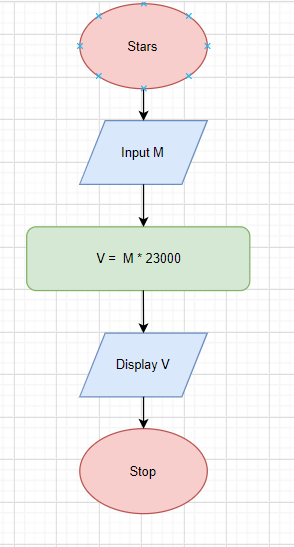 Stars
Input M
V = M * 23000
Display V
Stop